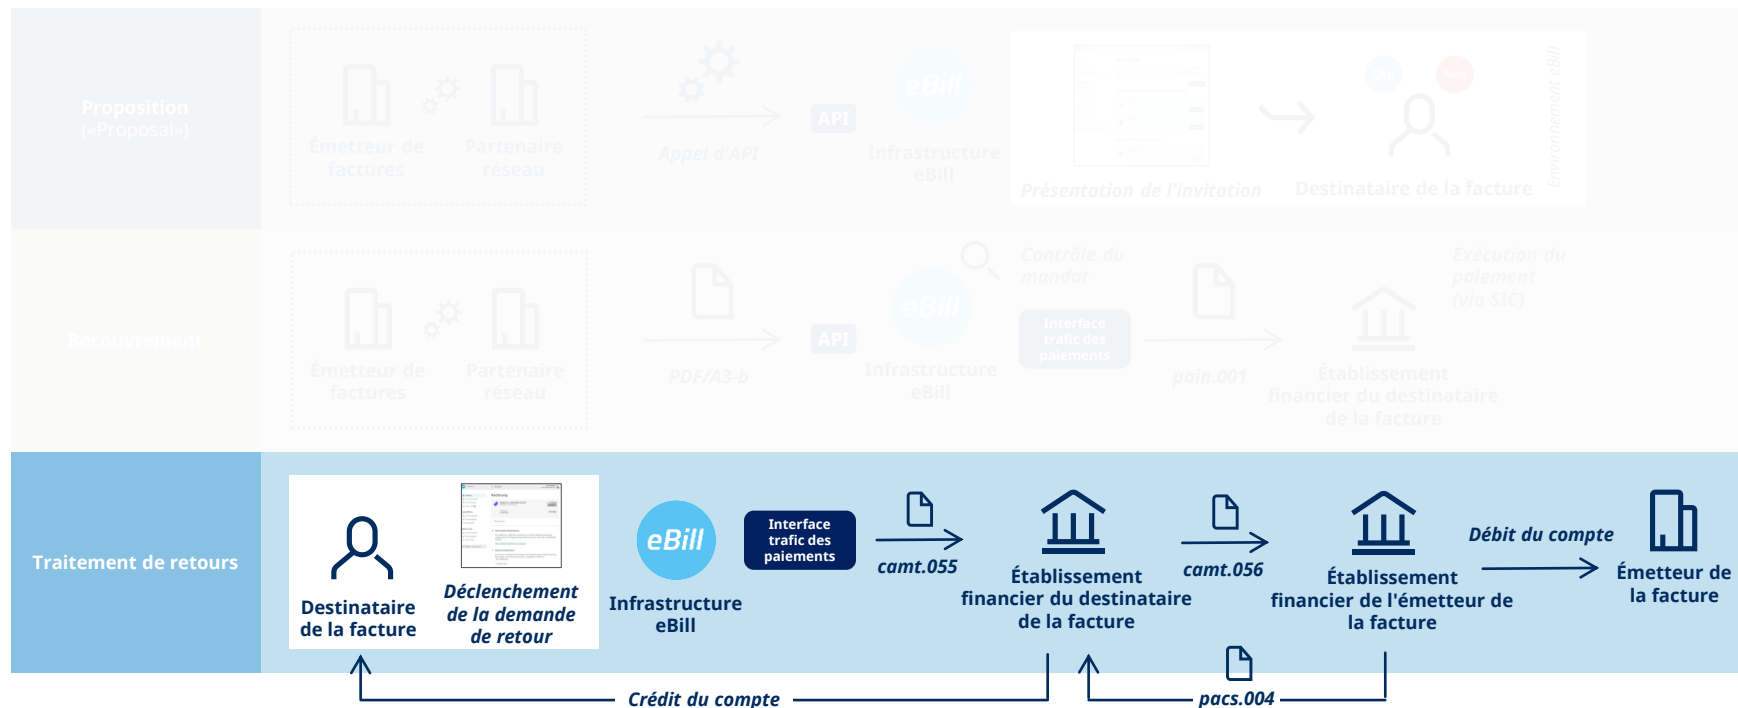 Proposition
(«Proposal»)
Émetteur de
factures
Partenaire
réseau
Appel d'API
API
eBill
Infrastructure
eBill
Présentation de l'invitation
Oui
Non
Destinataire de la facture
Environnement eBill
Recouvrement
Émetteur de
factures
Partenaire
réseau
PDF/A3-b
API
eBill
Infrastructure
eBill
Contrôle du
mandat
Interface
trafic des
paiements
pain.001
Établissement
financier du destinataire
de la facture
Exécution du
paiement
(via SIC)
Traitement de retours
Destinataire
de la facture
Déclenchement
de la demande
de retour
eBill
Infrastructure
eBill
Interface
trafic des
paiements
camt.055
Établissement
financier du destinataire
de la facture
camt.056
Établissement
financier de l'émetteur de
la facture
Débit du compte
Émetteur de
la facture
Crédit du compte
pacs.004